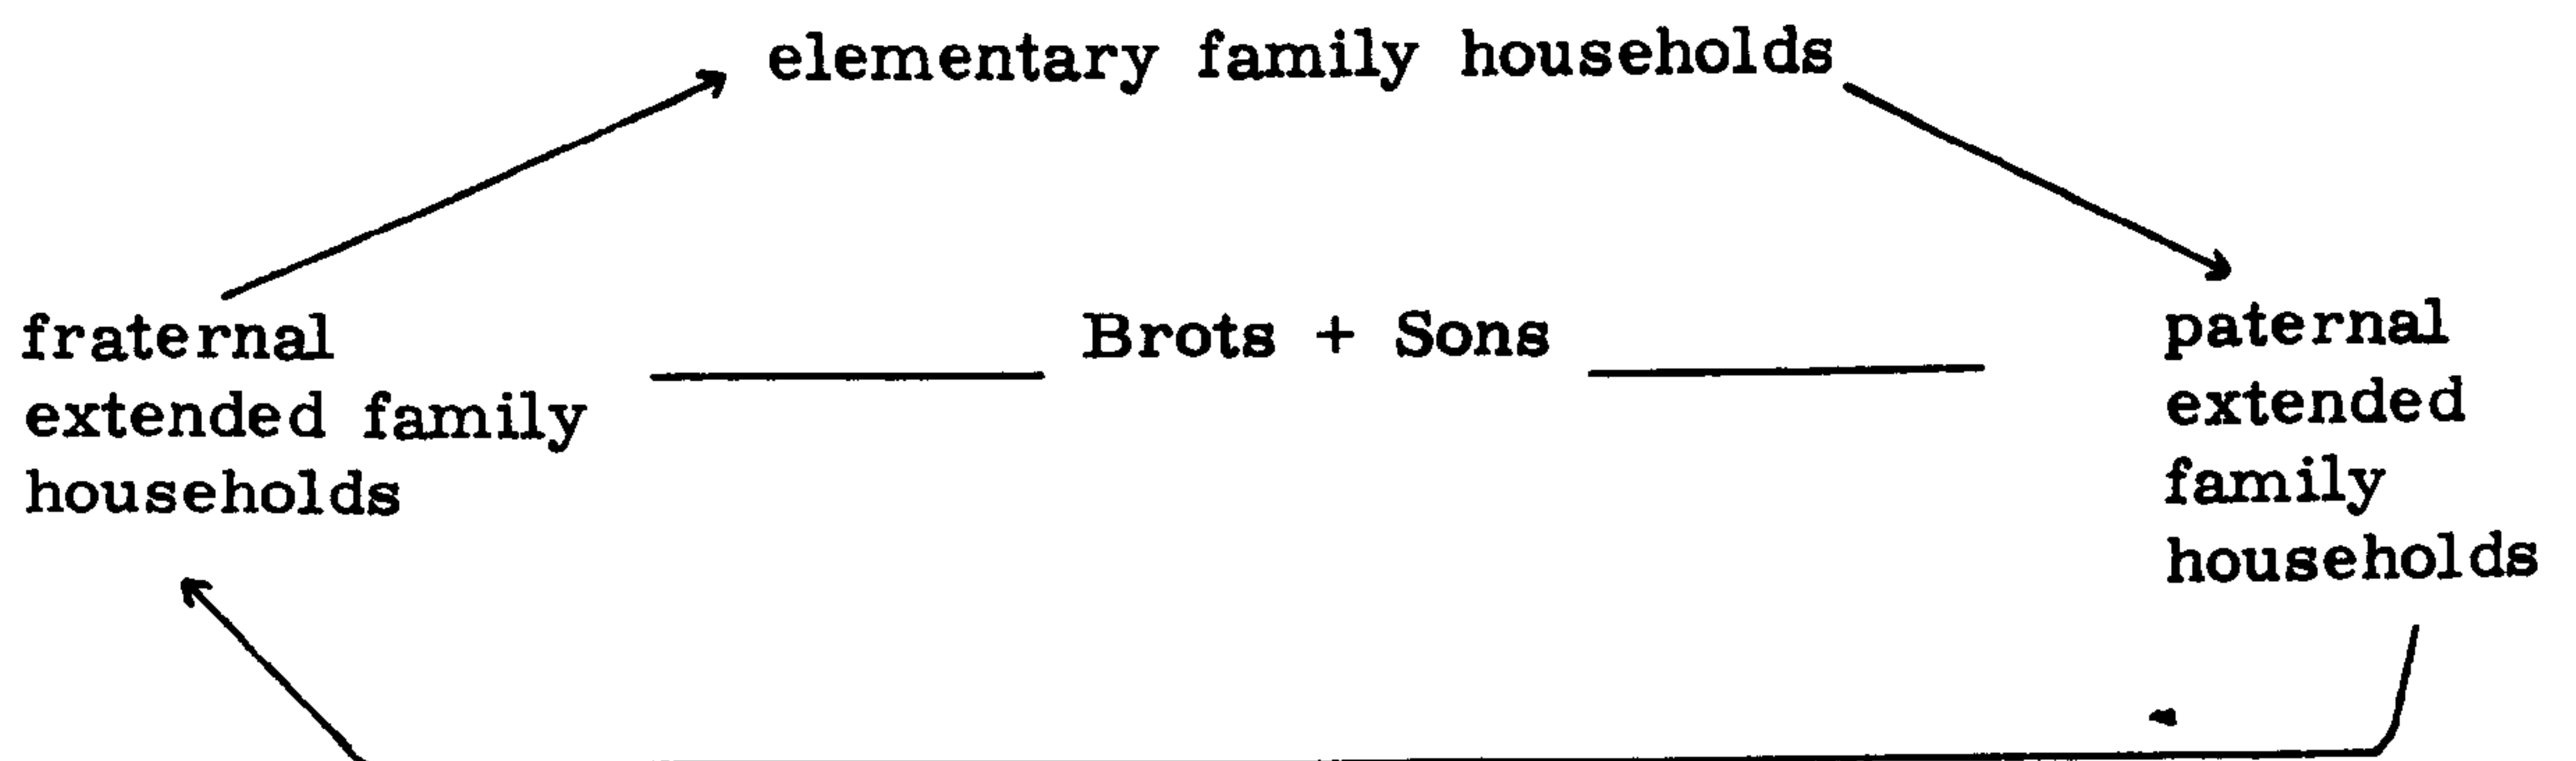 elementary family households
fraternal
extended family
households
Brots + Sons
paternal
extended
family
households